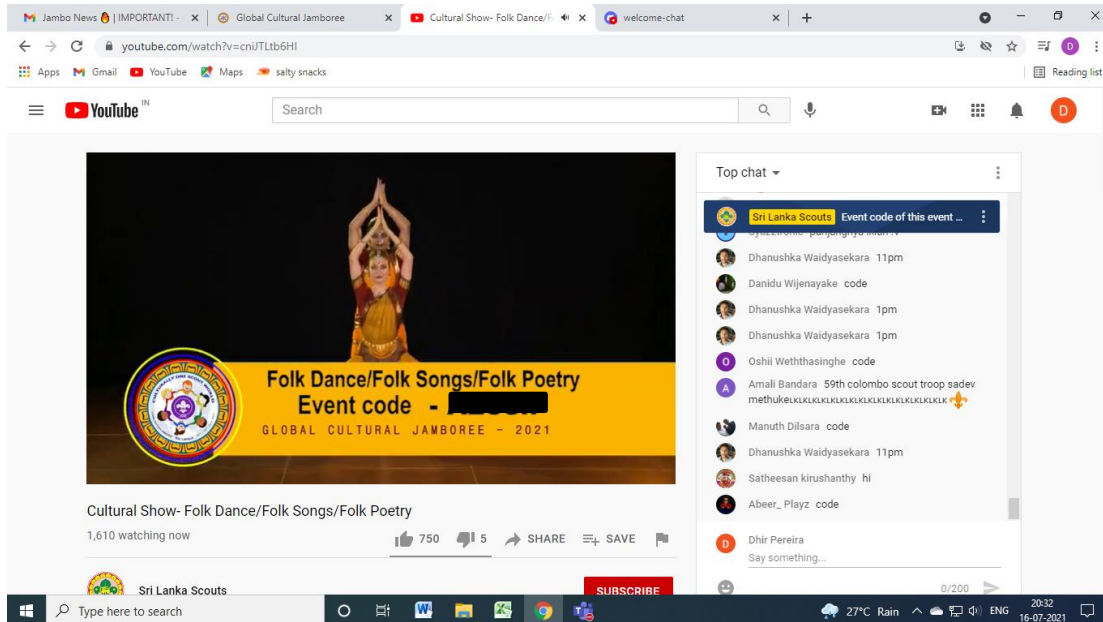 Jambo News | IMPORTANT! -
Global Cultural Jamboree
Cultural Show- Folk Dance/F
welcome-chat
youtube.com/watch?v=cniJTLtb6HI
Apps Gmail YouTube Maps salty snacks Reading list
YouTube IN
Search
D
Folk Dance/Folk Songs/Folk Poetry
Event code -
GLOBAL CULTURAL JAMBOREE - 2021
Cultural Show- Folk Dance/Folk Songs/Folk Poetry
1,610 watching now
750 5 SHARE SAVE
Sri Lanka Scouts
SUBSCRIBE
Top chat
Sri Lanka Scouts Event code of this event ...
Dhanushka Waidyasekara 11pm
Danidu Wijenayake code
Dhanushka Waidyasekara 1pm
Dhanushka Waidyasekara 1pm
Oshii Weththasinghe code
Amali Bandara 59th colombo scout troop sadev
Manuth Dilsara code
Dhanushka Waidyasekara 11pm
Satheesan kirushanthy hi
Abeer_ Playz code
Dhir Pereira
Say something...
0/200
Type here to search
27°C Rain ENG
20:32
16-07-2021